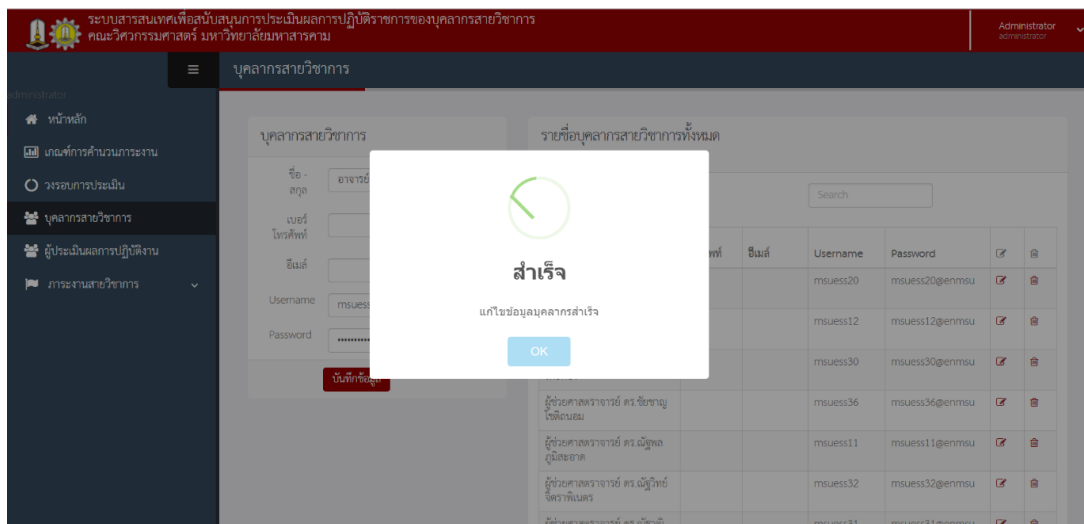 ระบบสารสนเทศเพื่อสนับสนุนการประเมินผลการปฏิบัติราชการของบุคลากรสายวิชาการ
คณะวิศวกรรมศาสตร์ มหาวิทยาลัยมหาสารคาม
Administrator
administrator
บุคลากรสายวิชาการ
administrator
หน้าหลัก
เกณฑ์การคำนวนภาระงาน
วงรอบการประเมิน
บุคลากรสายวิชาการ
ผู้ประเมินผลการปฏิบัติงาน
ภาระงานสายวิชาการ
บุคลากรสายวิชาการ
ชื่อ -
สกุล
อาจารย์
เบอร์
โทรศัพท์
อีเมล์
Username
msuess
Password
บันทึกข้อมูล
สำเร็จ
แก้ไขข้อมูลบุคลากรสำเร็จ
OK
รายชื่อบุคลากรสายวิชาการทั้งหมด
Search
อีเมล์ Username Password
msuess20 msuess20@enmsu
msuess12 msuess12@enmsu
msuess30 msuess30@enmsu
ผู้ช่วยศาสตราจารย์ ดร.ชัยชาญ msuess36 msuess36@enmsu
โชติถนอม
ผู้ช่วยศาสตราจารย์ ดร.ณัฐพล msuess11 msuess11@enmsu
ภูมิสะอาด
ผู้ช่วยศาสตราจารย์ ดร.ณัฐวิทย์ msuess32 msuess32@enmsu
จิตราพิเนตร
msuess31 msuess31@enmsu